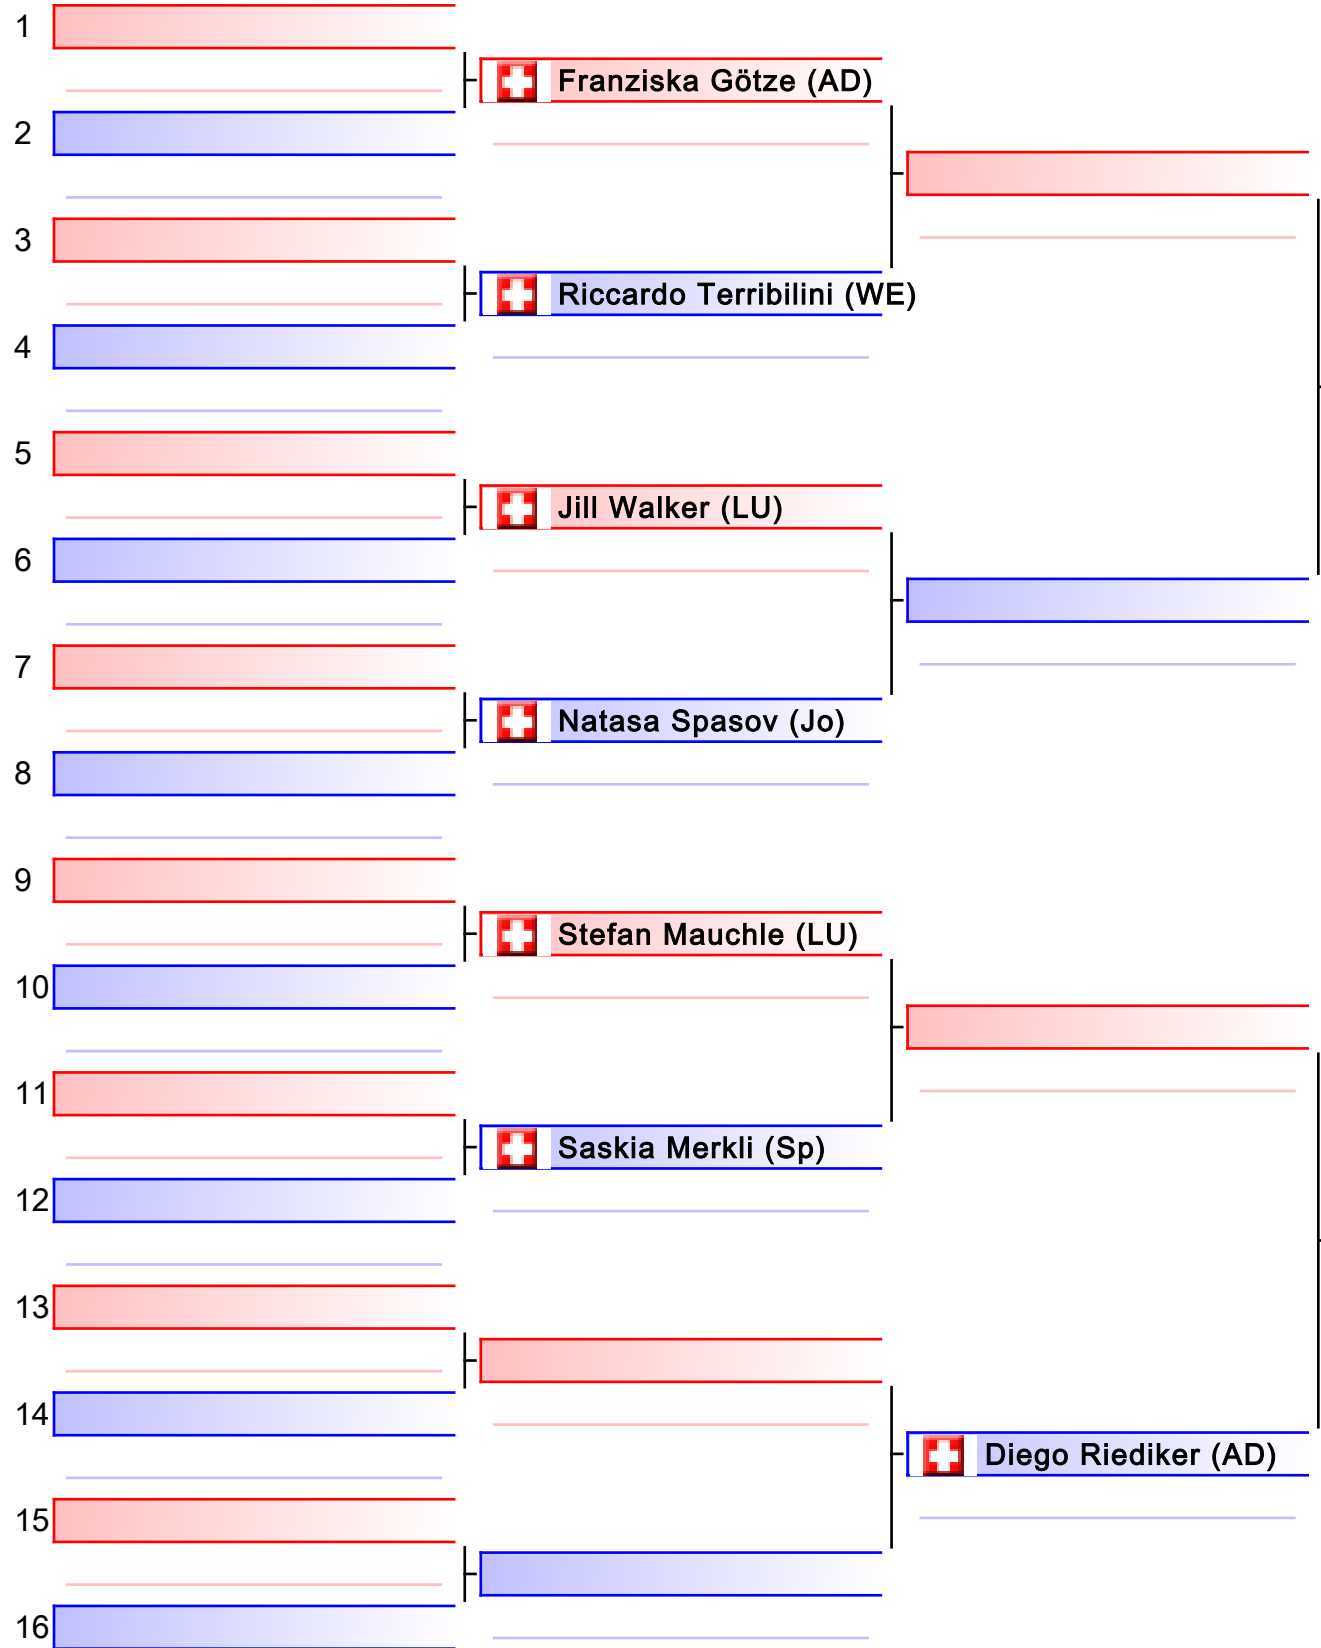 1
Franziska Götze (AD)
2
3
Riccardo Terribilini (WE)
4
5
Jill Walker (LU)
6
7
Natasa Spasov (Jo)
8
9
Stefan Mauchle (LU)
10
11
Saskia Merkli (Sp)
12
13
14
Diego Riediker (AD)
15
16